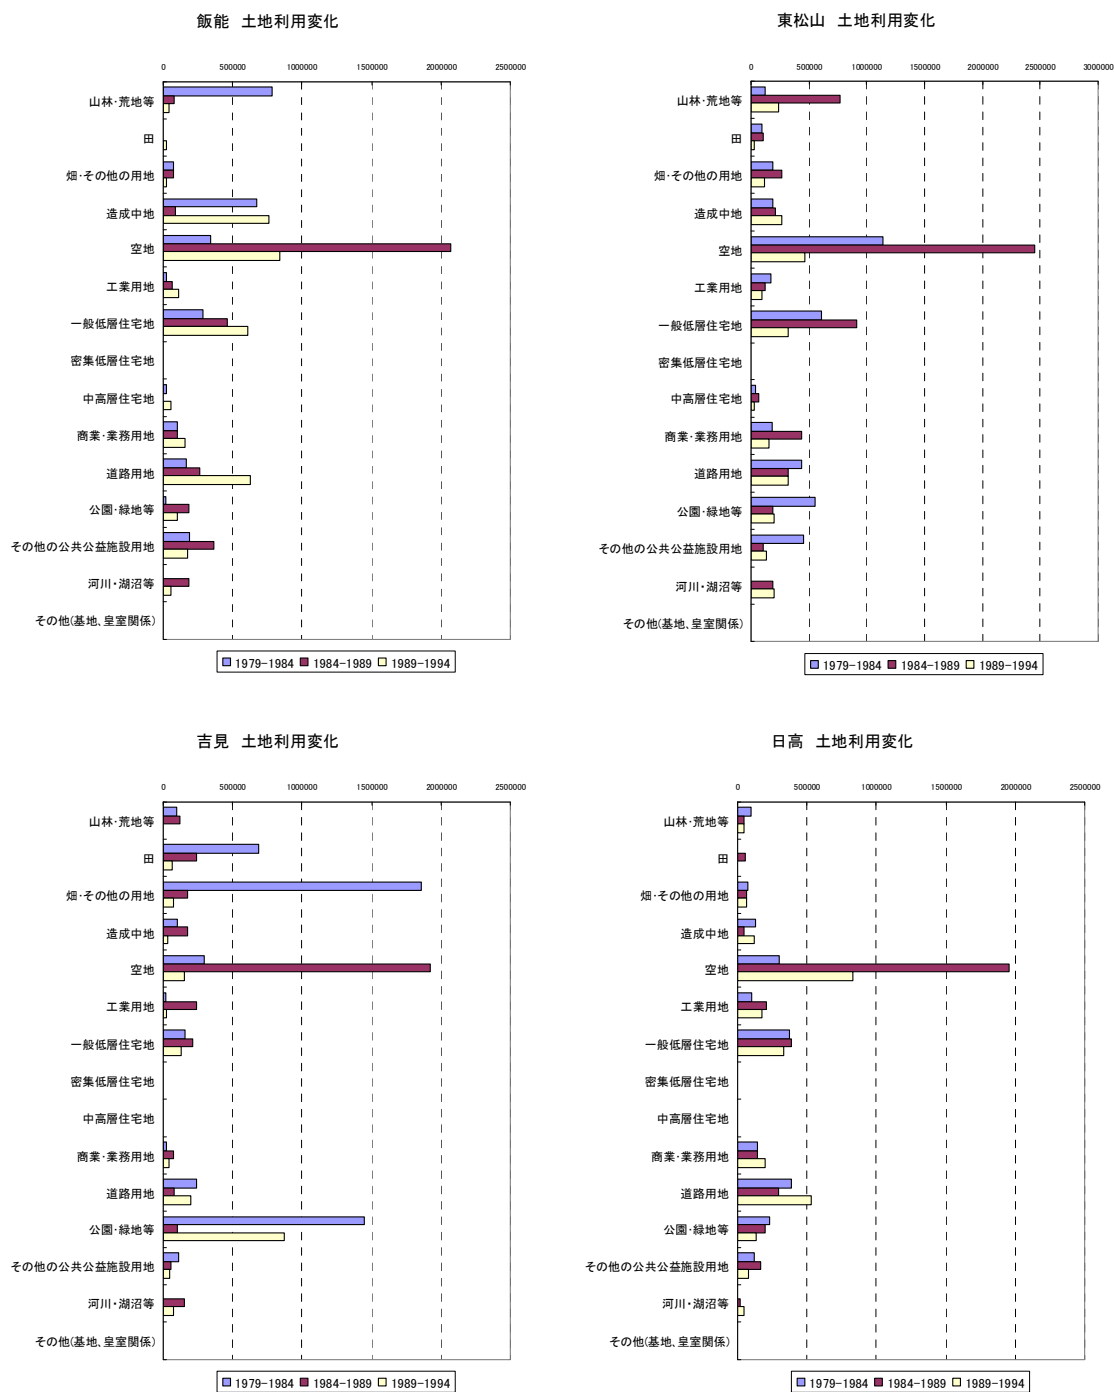 飯能 土地利用変化
0 500000 1000000 1500000 2000000 2500000
山林・荒地等
田
畑・その他の用地
造成中地
空地
工業用地
一般低層住宅地
密集低層住宅地
中高層住宅地
商業・業務用地
道路用地
公園・緑地等
その他の公共公益施設用地
河川・湖沼等
その他(基地、皇室関係)
1979-1984 1984-1989 1989-1994
東松山 土地利用変化
0 500000 1000000 1500000 2000000 2500000 3000000
山林・荒地等
田
畑・その他の用地
造成中地
空地
工業用地
一般低層住宅地
密集低層住宅地
中高層住宅地
商業・業務用地
道路用地
公園・緑地等
その他の公共公益施設用地
河川・湖沼等
その他(基地、皇室関係)
1979-1984 1984-1989 1989-1994
吉見 土地利用変化
0 500000 1000000 1500000 2000000 2500000
山林・荒地等
田
畑・その他の用地
造成中地
空地
工業用地
一般低層住宅地
密集低層住宅地
中高層住宅地
商業・業務用地
道路用地
公園・緑地等
その他の公共公益施設用地
河川・湖沼等
その他(基地、皇室関係)
1979-1984 1984-1989 1989-1994
日高 土地利用変化
0 500000 1000000 1500000 2000000 2500000
山林・荒地等
田
畑・その他の用地
造成中地
空地
工業用地
一般低層住宅地
密集低層住宅地
中高層住宅地
商業・業務用地
道路用地
公園・緑地等
その他の公共公益施設用地
河川・湖沼等
その他(基地、皇室関係)
1979-1984 1984-1989 1989-1994